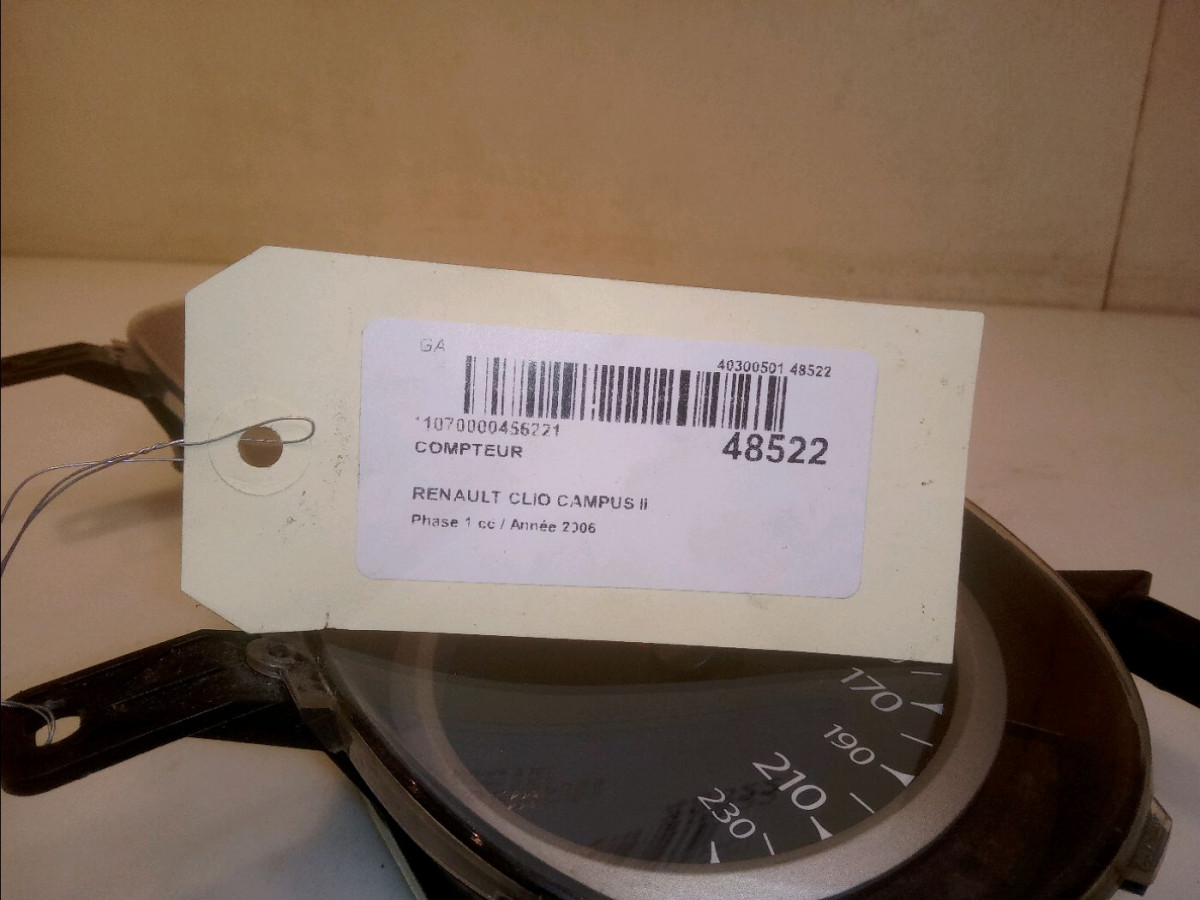 GA
40300501 48522
*1070000456221
48522
COMPTEUR
RENAULT CLIO CAMPUS II
Phase 1 cc / Année 2006
170
190
210
230